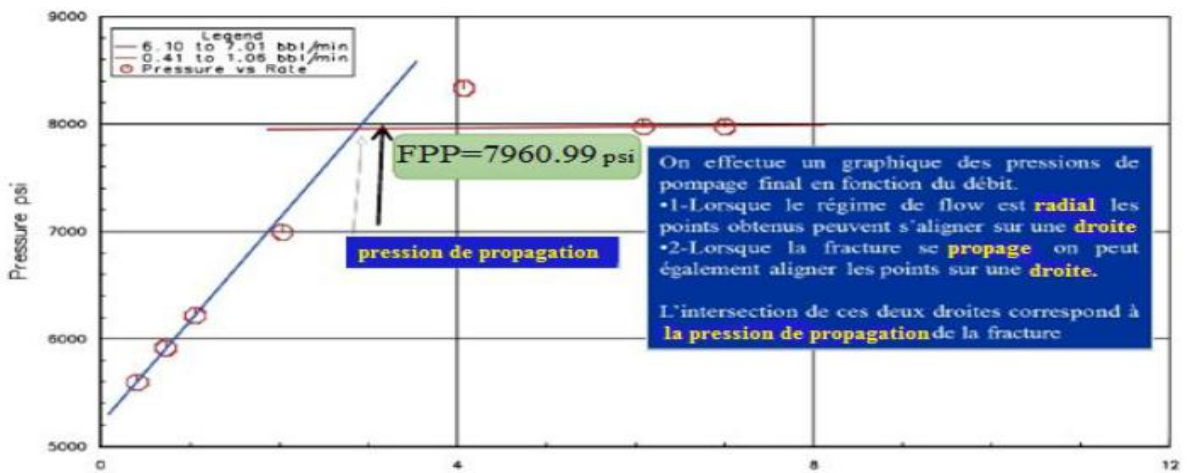 9000
Legend
6.10 to 7.01 bbl/min
0.41 to 1.06 bbl/min
Pressure vs Rate
8000
FPP=7960.99 psi
On effectue un graphique des pressions de
pompage final en fonction du débit.
•1-Lorsque le régime de flow est radial les
points obtenus peuvent s'aligner sur une droite
•2-Lorsque la fracture se propage on peut
également aligner les points sur une droite.
L'intersection de ces deux droites correspond à
la pression de propagation de la fracture
pression de propagation
Pressure psi
7000
6000
5000
0
4
8
12